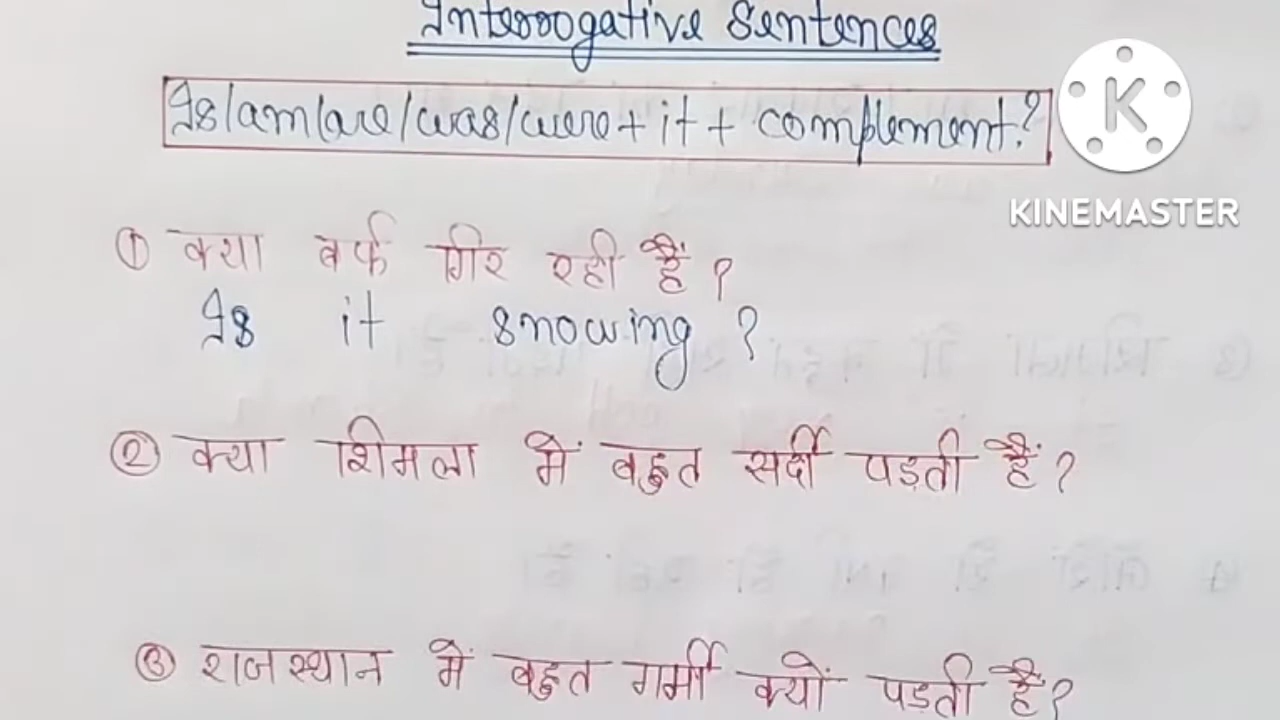 Interrogative Sentences
Is/am/are/was/were + it + complement?
K
KINEMASTER
① क्या बर्फ गिर रही हैं?
Is it snowing?
② क्या शिमला में बहुत सर्दी पड़ती हैं?
③ राजस्थान में बहुत गर्मी क्यों पड़ती हैं?